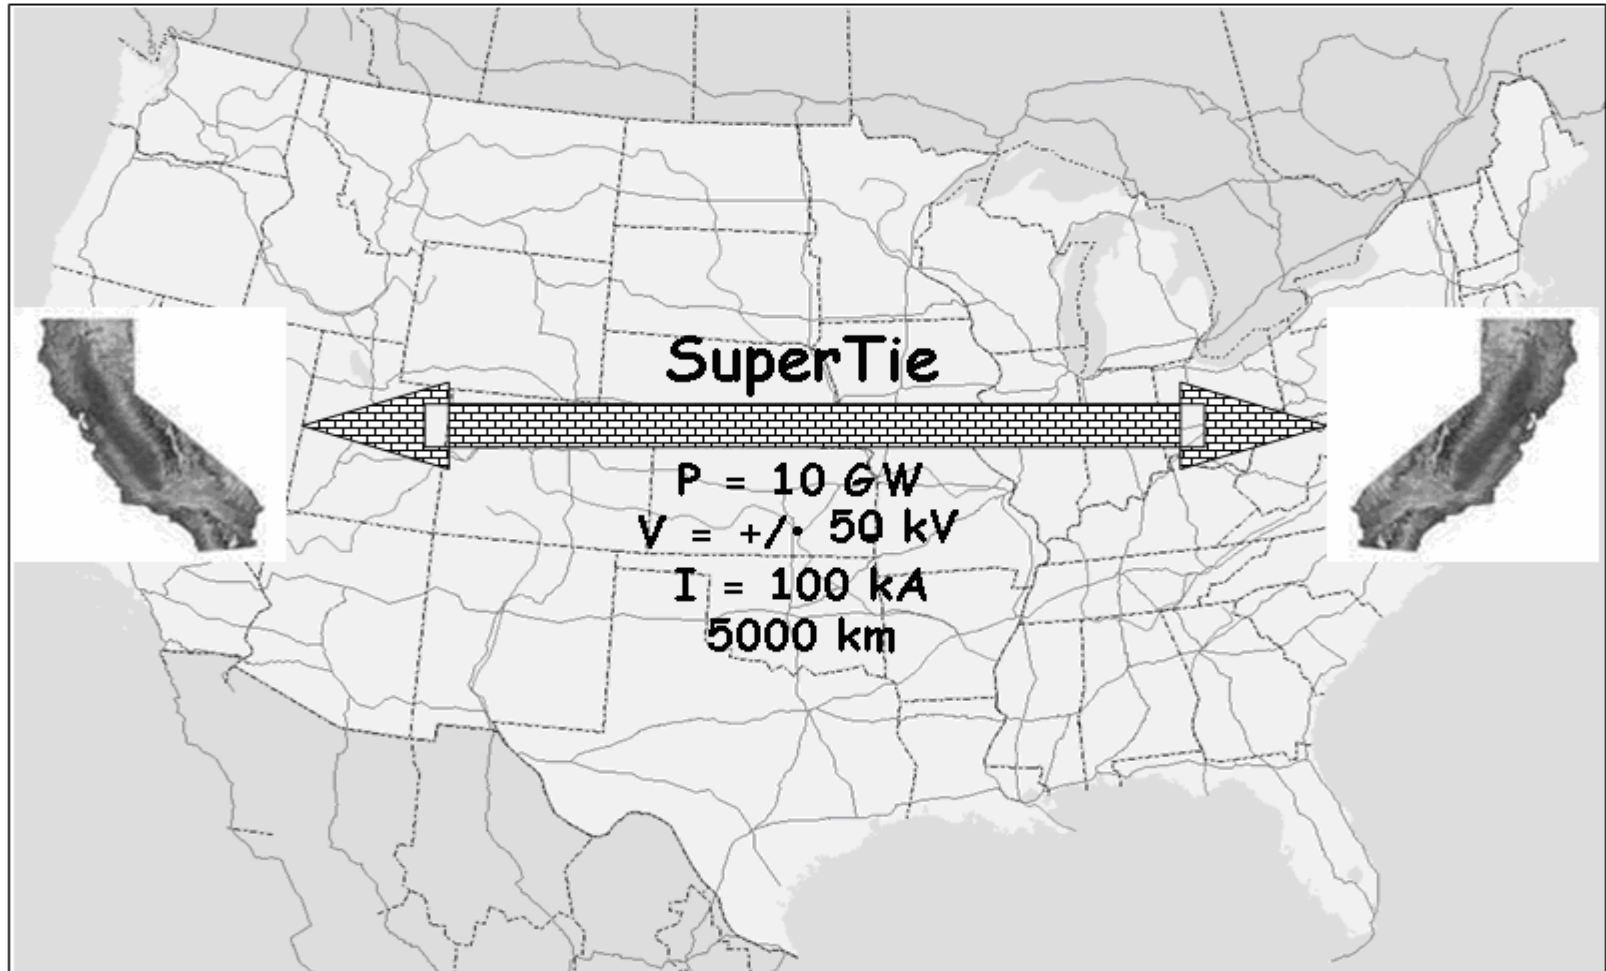 SuperTie
P = 10 GW
V = +/- 50 kV
I = 100 kA
5000 km